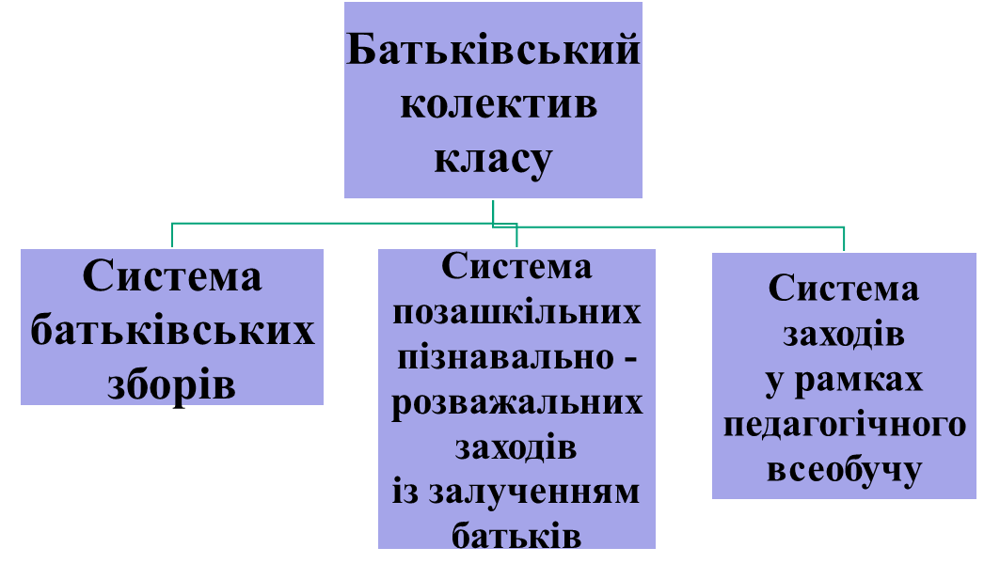 Батьківський
колектив
класу
Система
батьківських
зборів
Система
позашкільних
пізнавально -
розважальних
заходів
із залученням
батьків
Система
заходів
у рамках
педагогічного
всеобучу